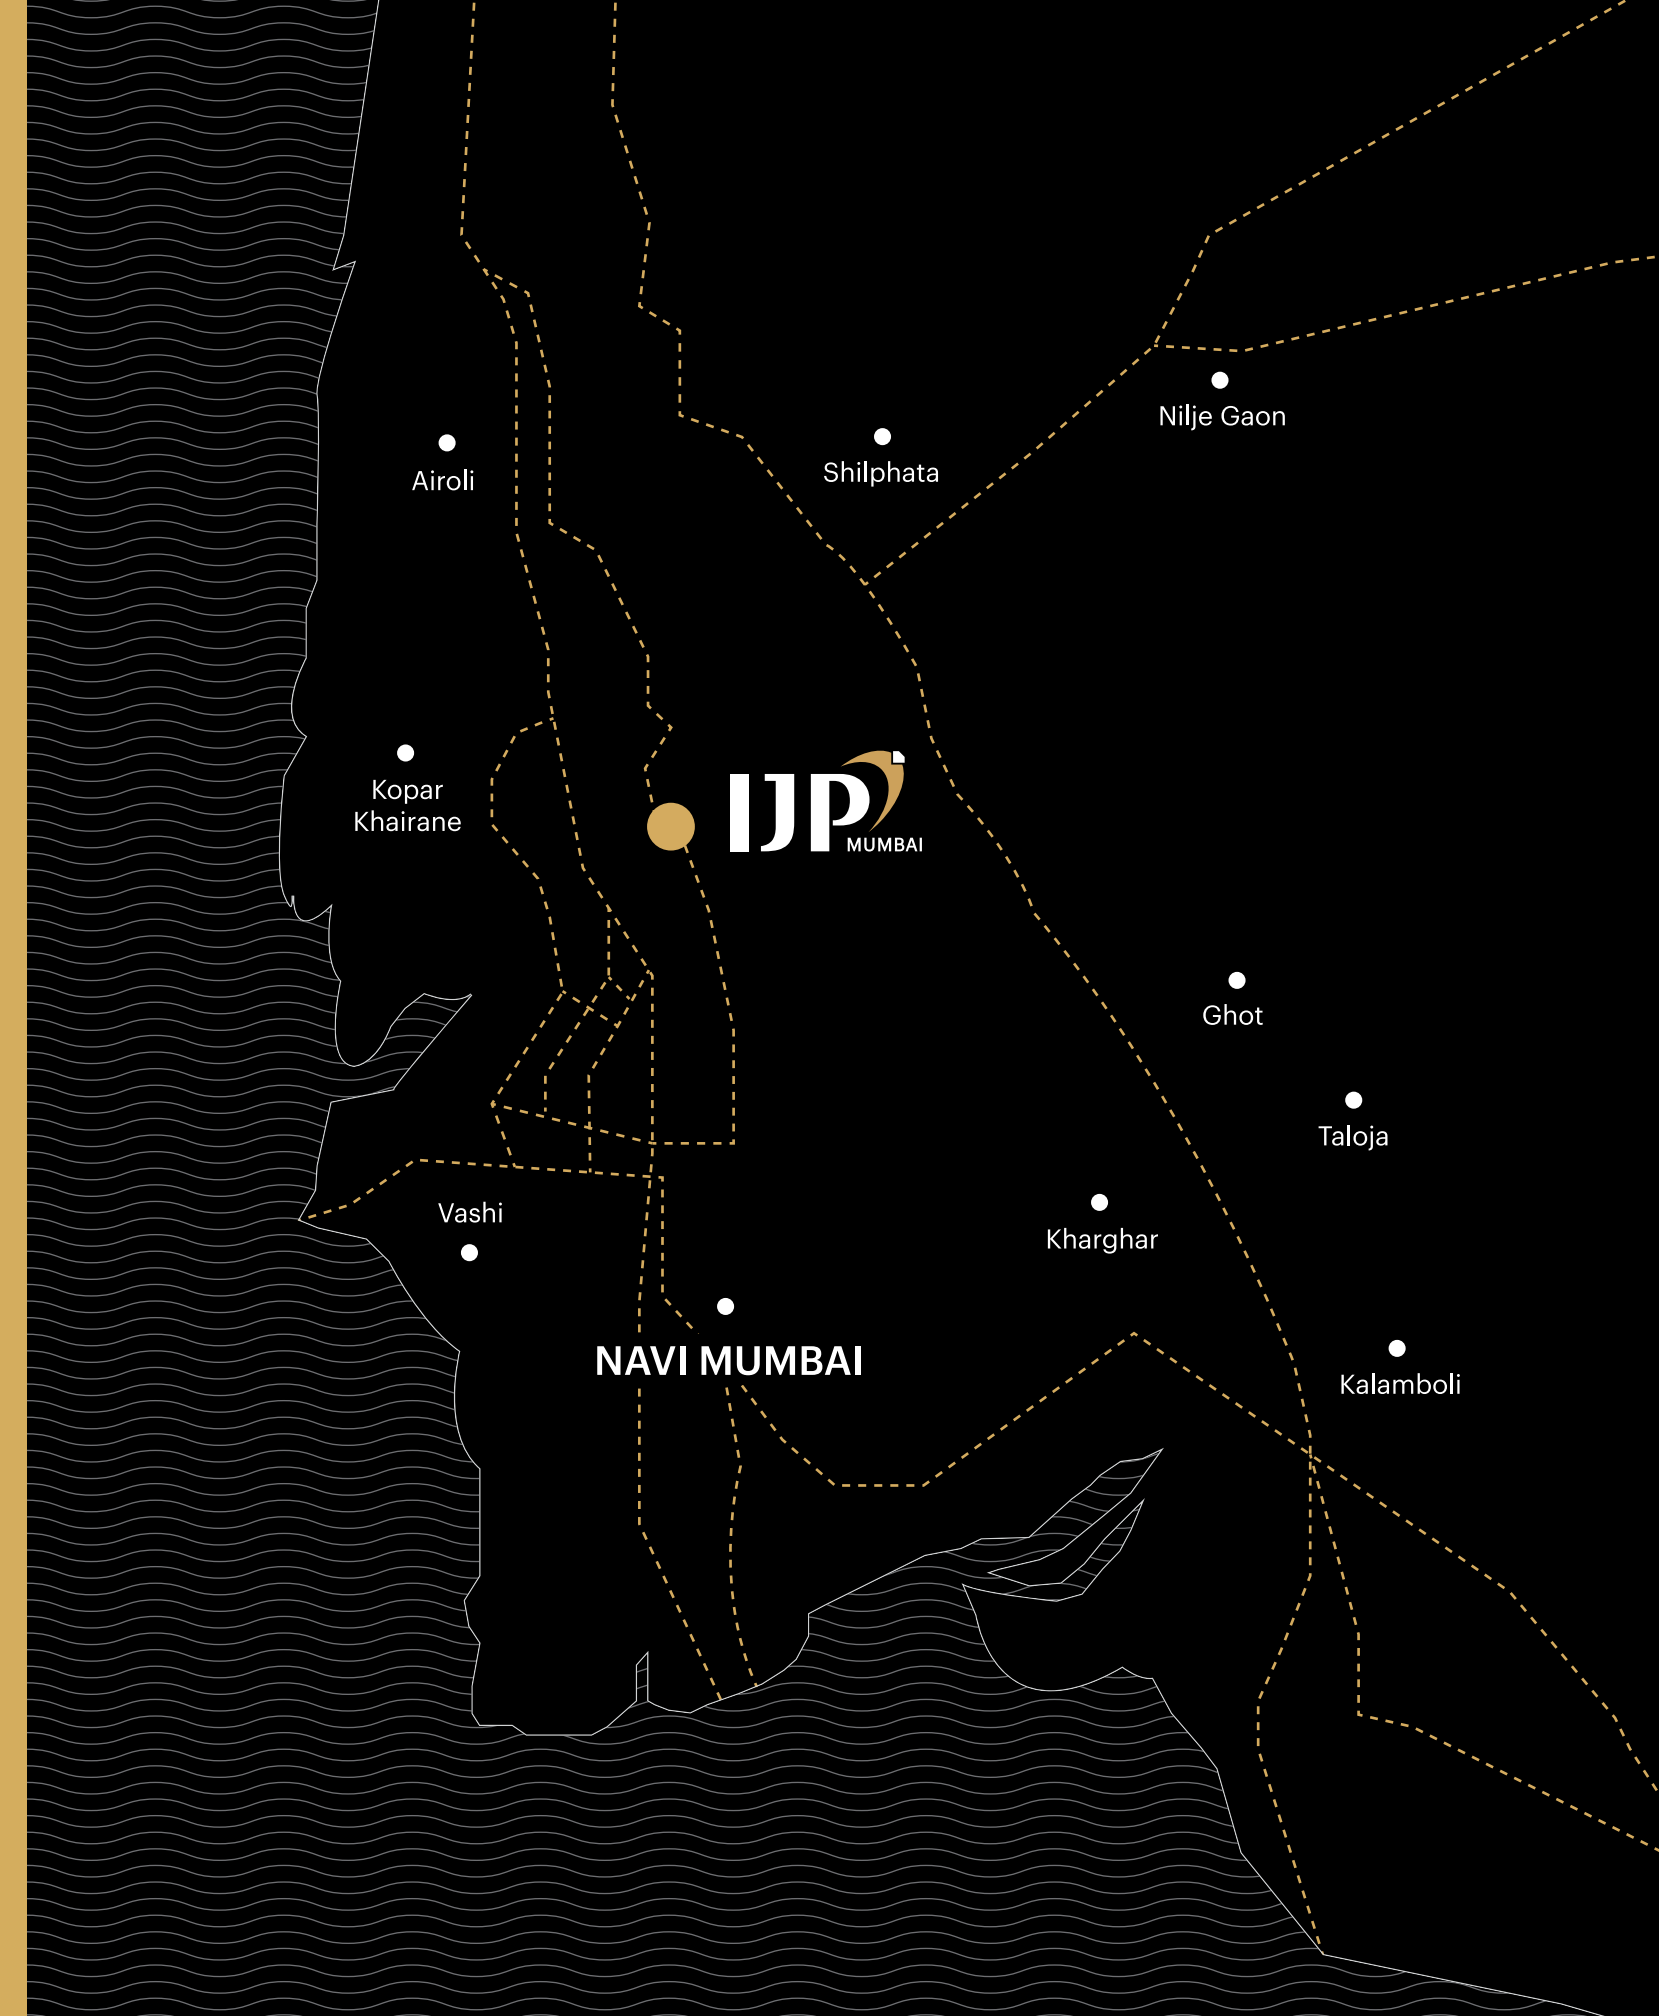 Nilje Gaon
Shilphata
Airoli
IJP
MUMBAI
Kopar
Khairane
Ghot
Taloja
Vashi
Kharghar
NAVI MUMBAI
Kalamboli